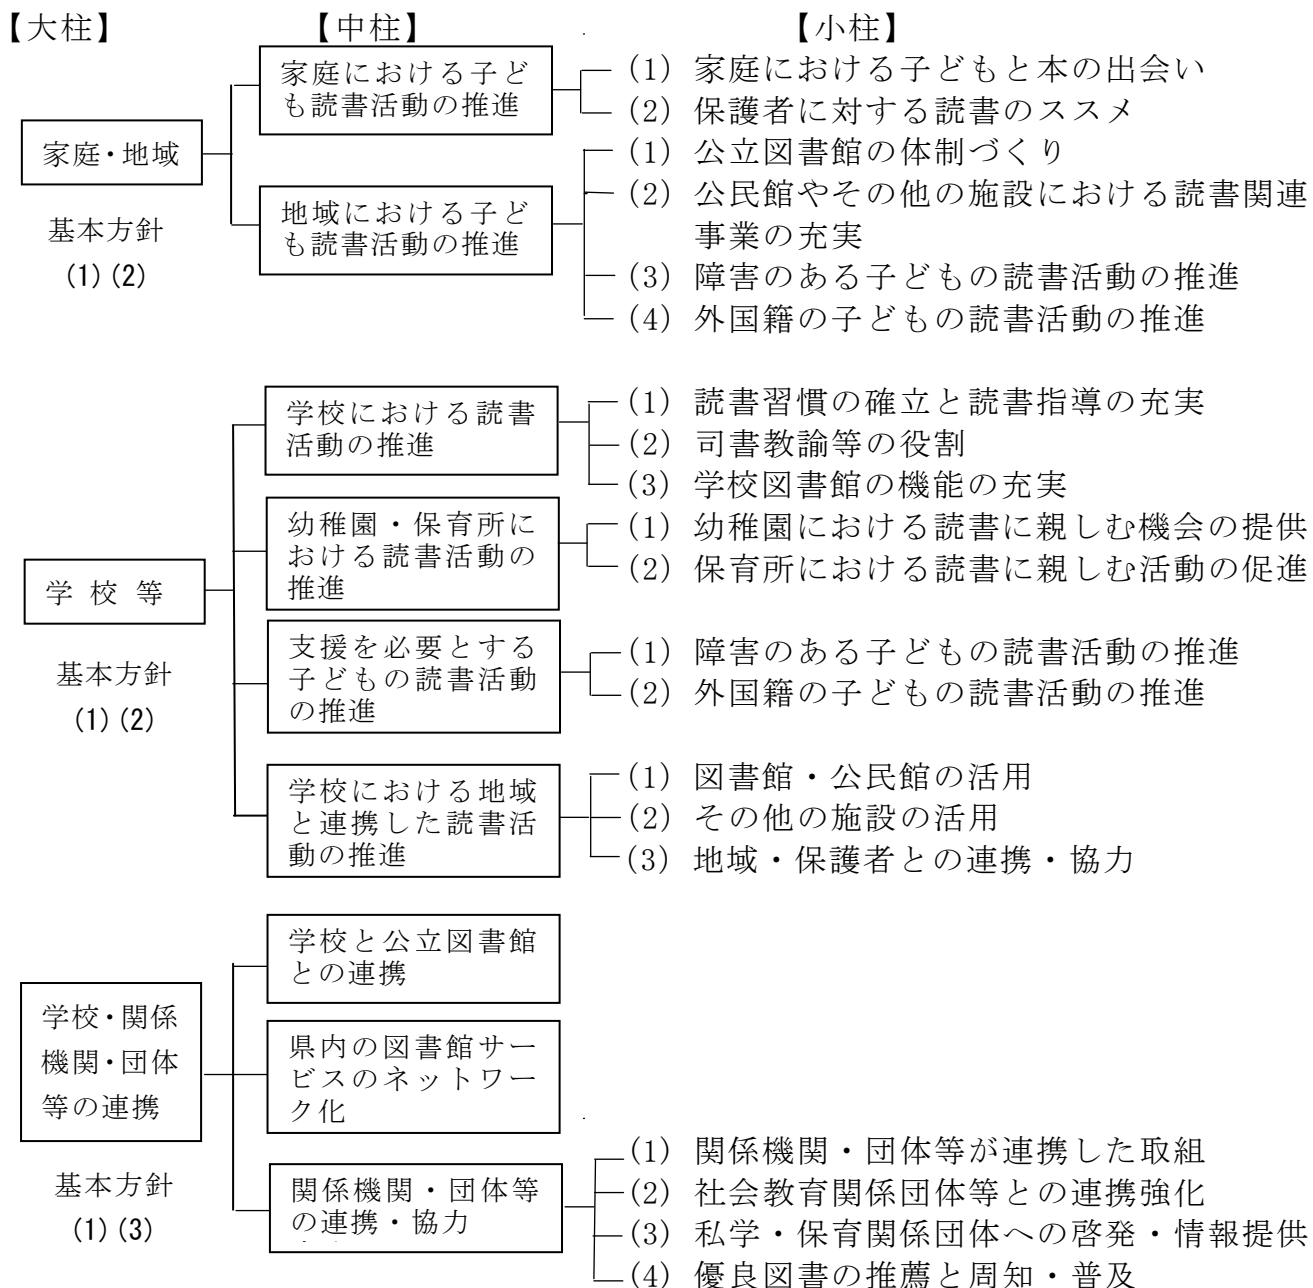 【大柱】 【中柱】 【小柱】
家庭における子ど
も読書活動の推進
(1) 家庭における子どもと本の出会い
(2) 保護者に対する読書のススメ
家庭・地域
基本方針
(1)(2)
地域における子ど
も読書活動の推進
(1) 公立図書館の体制づくり
(2) 公民館やその他の施設における読書関連
事業の充実
(3) 障害のある子どもの読書活動の推進
(4) 外国籍の子どもの読書活動の推進
学校における読書
活動の推進
(1) 読書習慣の確立と読書指導の充実
(2) 司書教諭等の役割
(3) 学校図書館の機能の充実
幼稚園・保育所に
おける読書活動の
推進
(1) 幼稚園における読書に親しむ機会の提供
(2) 保育所における読書に親しむ活動の促進
学校等
基本方針
(1)(2)
支援を必要とする
子どもの読書活動
の推進
(1) 障害のある子どもの読書活動の推進
(2) 外国籍の子どもの読書活動の推進
学校における地域
と連携した読書活
動の推進
(1) 図書館・公民館の活用
(2) その他の施設の活用
(3) 地域・保護者との連携・協力
学校と公立図書館
との連携
学校・関係
機関・団体
等の連携
基本方針
(1)(3)
県内の図書館サー
ビスのネットワー
ク化
関係機関・団体等
の連携・協力
(1) 関係機関・団体等が連携した取組
(2) 社会教育関係団体等との連携強化
(3) 私学・保育関係団体への啓発・情報提供
(4) 優良図書の推薦と周知・普及